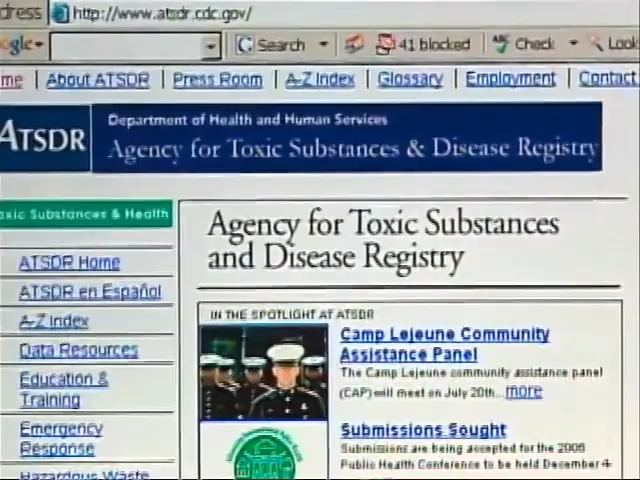 dress http://www.atsdr.cdc.gov/
ogle Search 41 blocked Check Look
me About ATSDR Press Room A-Z Index Glossary Employment Contact
ATSDR
Department of Health and Human Services
Agency for Toxic Substances & Disease Registry
oxic Substances & Health
ATSDR Home
ATSDR en Español
A-Z Index
Data Resources
Education &
Training
Emergency
Response
Hazardous Waste
Agency for Toxic Substances
and Disease Registry
IN THE SPOTLIGHT AT ATSDR
Camp Lejeune Community
Assistance Panel
The Camp Lejeune community assistance panel
(CAP) will meet on July 20th... more
Submissions Sought
Submissions are being accepted for the 2006
Public Health Conference to be held December 4-